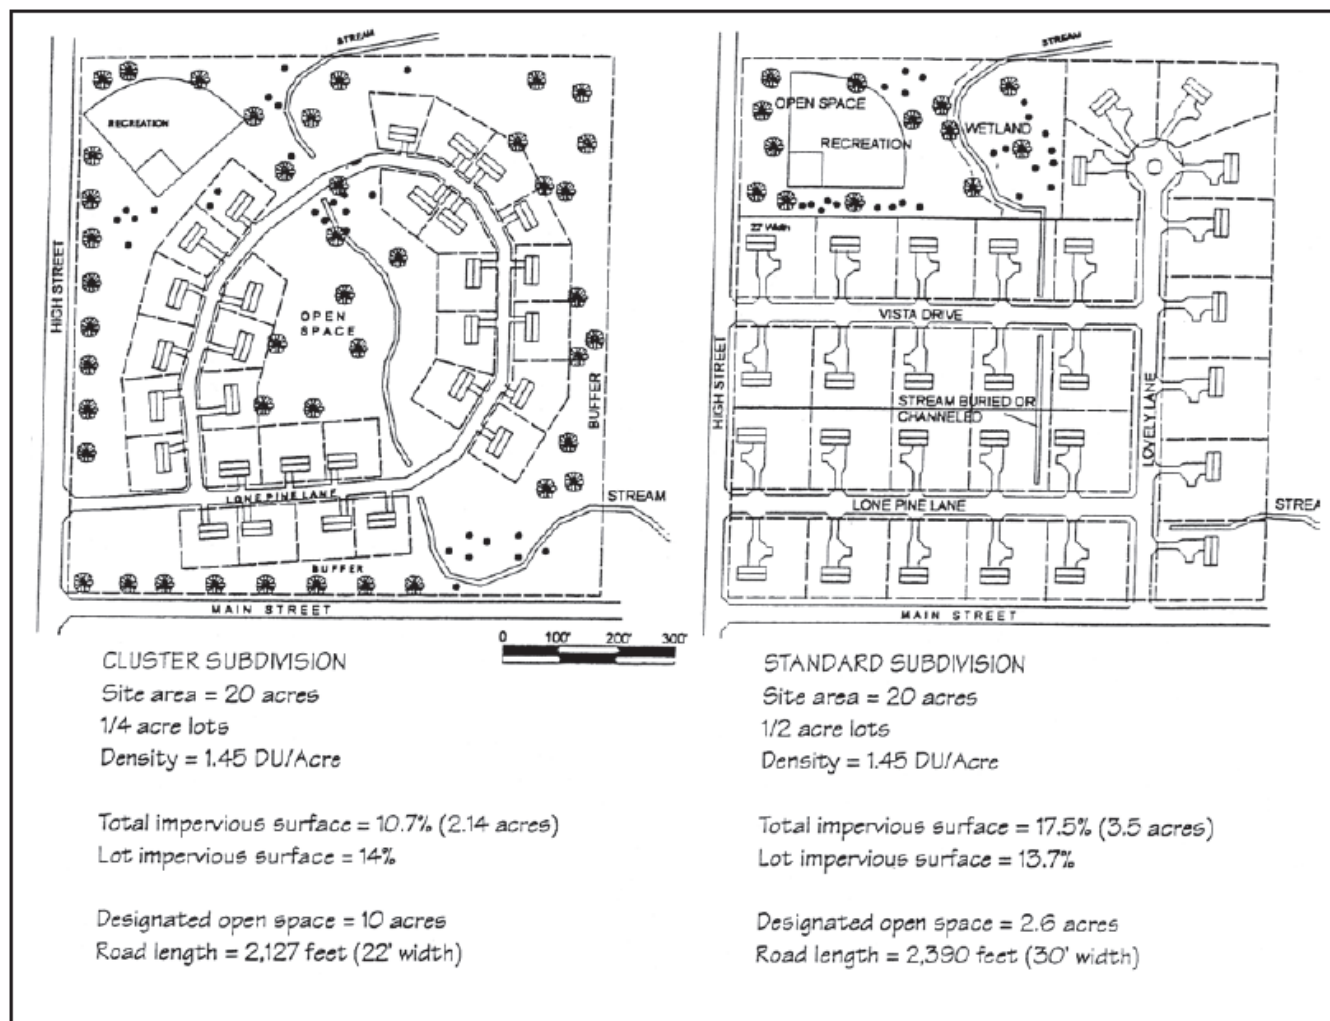 STREAM
RECREATION
HIGH STREET
OPEN
SPACE
BUFFER
LONE PINE LANE
STREAM
BUFFER
MAIN STREET
STREAM
OPEN SPACE
RECREATION
WETLAND
22' Width
VISTA DRIVE
HIGH STREET
STREAM BURIED OR
CHANNELED
LOVELY LANE
LONE PINE LANE
STREA
MAIN STREET
0 100' 200' 300'
CLUSTER SUBDIVISION
Site area = 20 acres
1/4 acre lots
Density = 1.45 DU/Acre
Total impervious surface = 10.7% (2.14 acres)
Lot impervious surface = 14%
Designated open space = 10 acres
Road length = 2,127 feet (22' width)
STANDARD SUBDIVISION
Site area = 20 acres
1/2 acre lots
Density = 1.45 DU/Acre
Total impervious surface = 17.5% (3.5 acres)
Lot impervious surface = 13.7%
Designated open space = 2.6 acres
Road length = 2,390 feet (30' width)